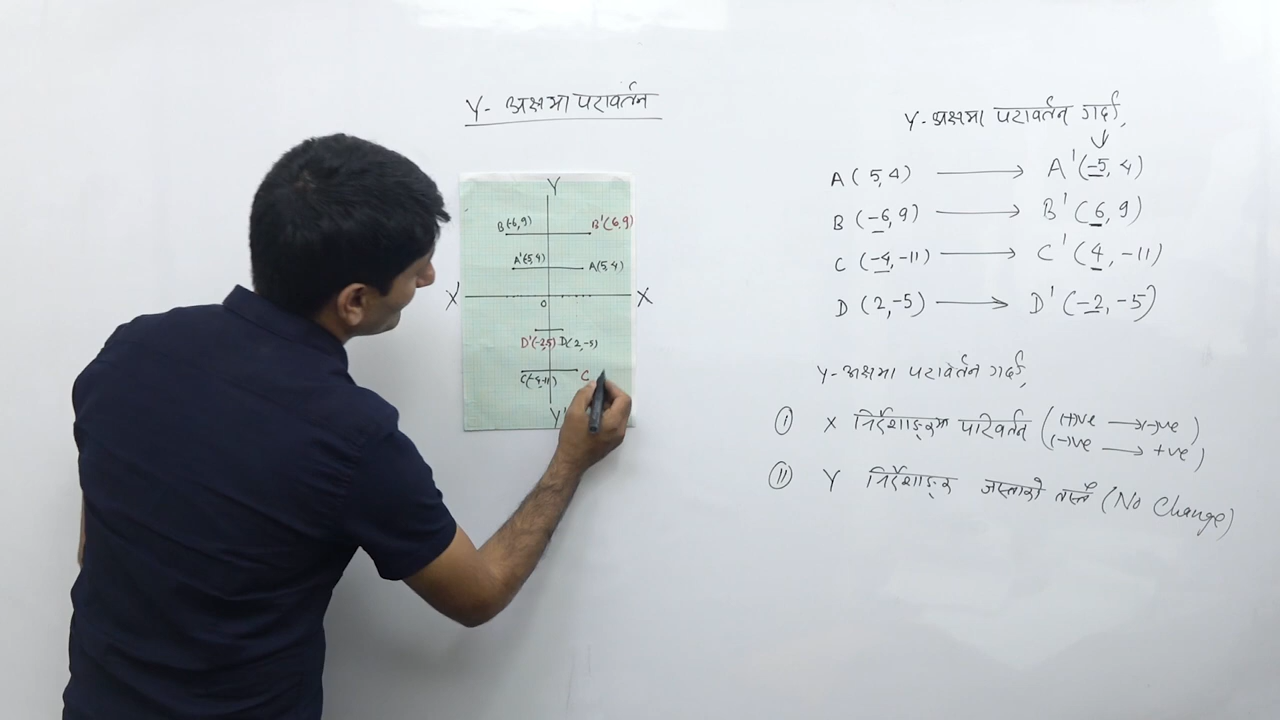 Y- अक्षमा परावर्तन
Y
B(-6,9) B'(6,9)
A'(-5,4) A(5,4)
X X
O
D'(-2,5) D(2,-5)
C(-4,-11) C
Y'
Y-अक्षमा परावर्तन गर्दा,
A (5,4) → A'(-5, 4)
B (-6,9) → B'(6,9)
C (-4,-11) → C'(4,-11)
D (2,-5) → D'(-2,-5)
Y-अक्षमा परावर्तन गर्दा,
(i) X निर्देशाङ्कमा परिवर्तन ((+)ve → (-)ve)
((-)ve → +ve)
(ii) Y निर्देशाङ्क जस्ताको तस्तै (No Change)